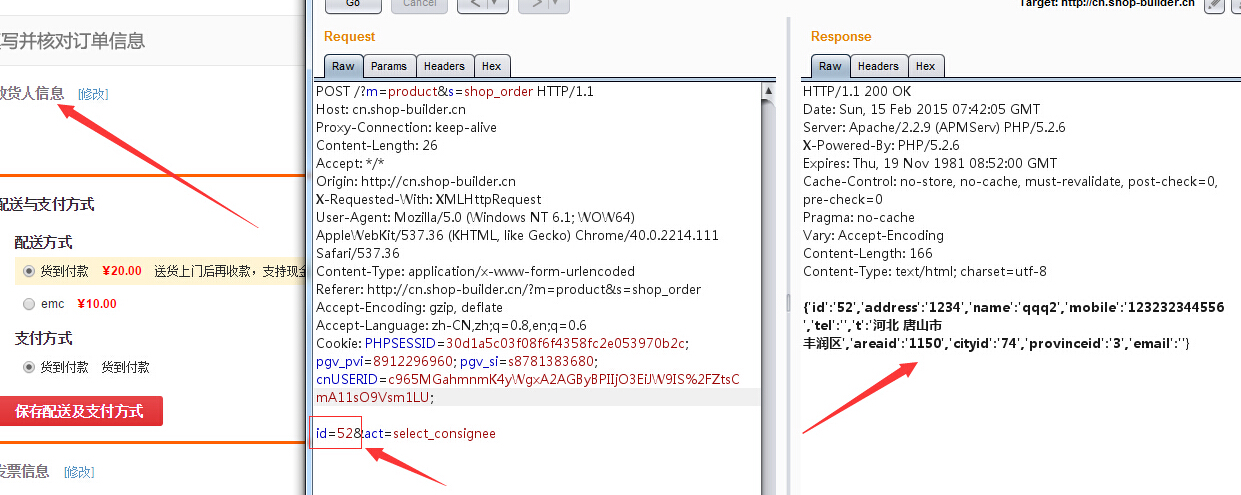 写并核对订单信息
收货人信息 [修改]
配送与支付方式
配送方式
货到付款 ¥20.00 送货上门后再收款，支持现金
emc ¥10.00
支付方式
货到付款 货到付款
保存配送及支付方式
发票信息 [修改]
Go Cancel < >
Request
Raw Params Headers Hex
POST /?m=product&s=shop_order HTTP/1.1
Host: cn.shop-builder.cn
Proxy-Connection: keep-alive
Content-Length: 26
Accept: */*
Origin: http://cn.shop-builder.cn
X-Requested-With: XMLHttpRequest
User-Agent: Mozilla/5.0 (Windows NT 6.1; WOW64)
AppleWebKit/537.36 (KHTML, like Gecko) Chrome/40.0.2214.111
Safari/537.36
Content-Type: application/x-www-form-urlencoded
Referer: http://cn.shop-builder.cn/?m=product&s=shop_order
Accept-Encoding: gzip, deflate
Accept-Language: zh-CN,zh;q=0.8,en;q=0.6
Cookie: PHPSESSID=30d1a5c03f08f6f4358fc2e053970b2c;
pgv_pvi=8912296960; pgv_si=s8781383680;
cnUSERID=c965MGahmnmK4yWgxA2AGByBPIIjO3EiJW9IS%2FZtsC
mA11sO9Vsm1LU;
id=52&act=select_consignee
Target: http://cn.shop-builder.cn
Response
Raw Headers Hex
HTTP/1.1 200 OK
Date: Sun, 15 Feb 2015 07:42:05 GMT
Server: Apache/2.2.9 (APMServ) PHP/5.2.6
X-Powered-By: PHP/5.2.6
Expires: Thu, 19 Nov 1981 08:52:00 GMT
Cache-Control: no-store, no-cache, must-revalidate, post-check=0,
pre-check=0
Pragma: no-cache
Vary: Accept-Encoding
Content-Length: 166
Content-Type: text/html; charset=utf-8
{'id':'52','address':'1234','name':'qqq2','mobile':'123232344556
','tel':'','t':'河北 唐山市
丰润区','areaid':'1150','cityid':'74','provinceid':'3','email':''}